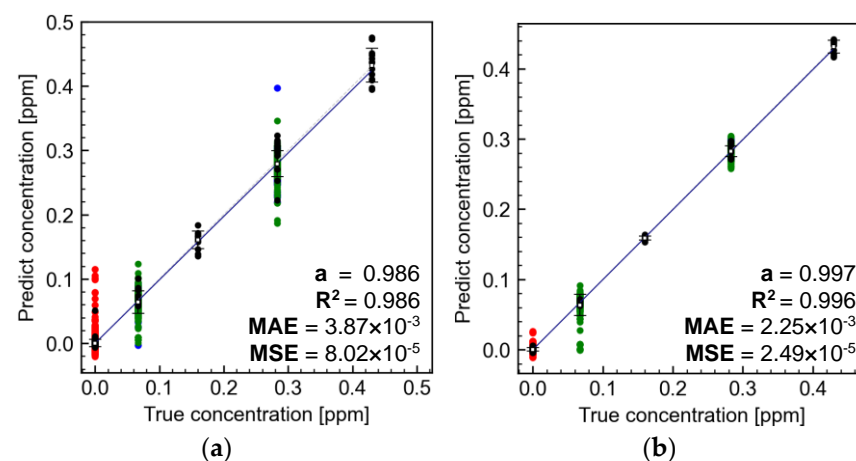 0.5
0.4
0.3
0.2
0.1
0.0
Predict concentration [ppm]
a = 0.986
R² = 0.986
MAE = 3.87×10⁻³
MSE = 8.02×10⁻⁵
0.0 0.1 0.2 0.3 0.4 0.5
True concentration [ppm]
(a)
0.4
0.3
0.2
0.1
0.0
Predict concentration [ppm]
a = 0.997
R² = 0.996
MAE = 2.25×10⁻³
MSE = 2.49×10⁻⁵
0.0 0.1 0.2 0.3 0.4
True concentration [ppm]
(b)